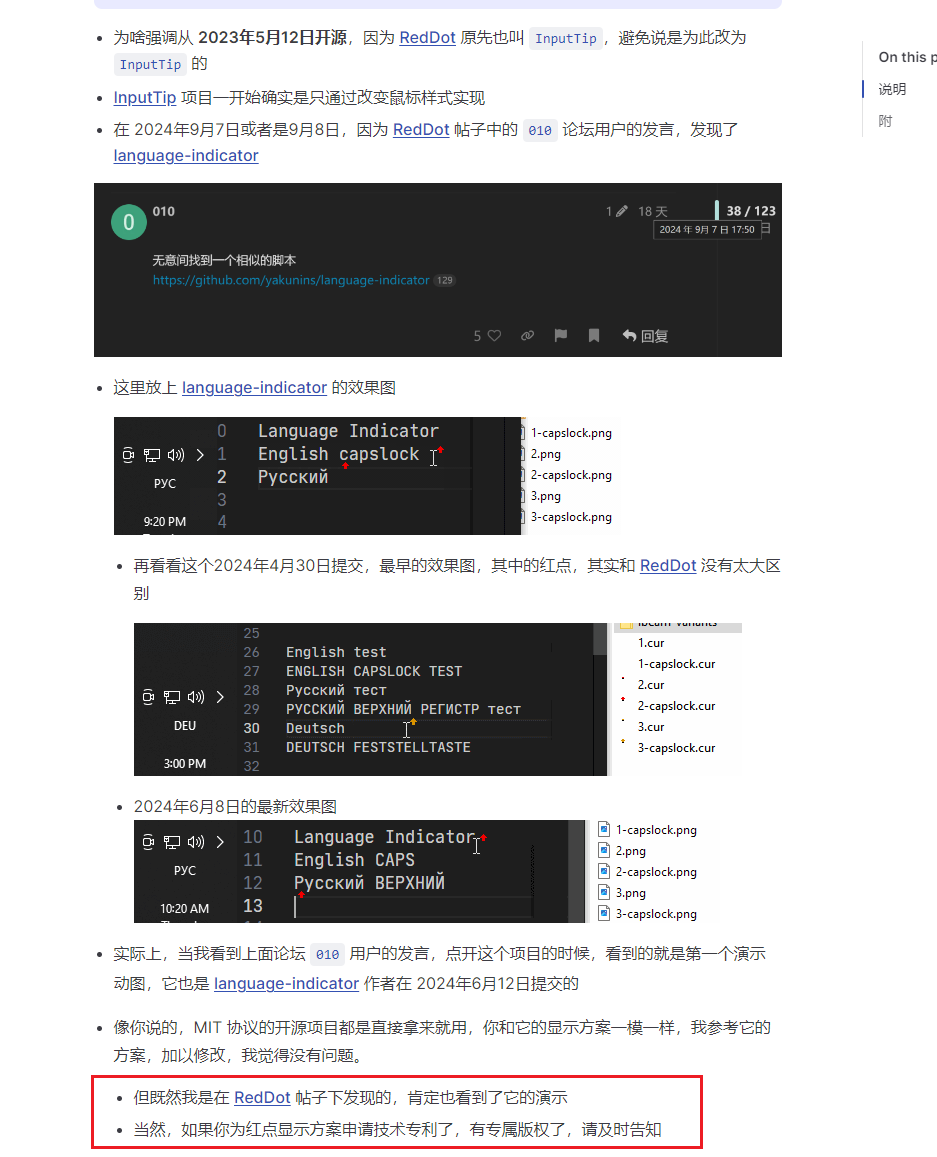 为啥强调从 2023年5月12日开源，因为 RedDot 原先也叫 InputTip ，避免说是为此改为
InputTip 的
On this p
说明
附
InputTip 项目一开始确实是只通过改变鼠标样式实现
在 2024年9月7日或者是9月8日，因为 RedDot 帖子中的 010 论坛用户的发言，发现了
language-indicator
0
010
1
18 天
38 / 123
2024 年 9月 7 日 17:50
日
无意间找到一个相似的脚本
https://github.com/yakunins/language-indicator 129
5
回复
这里放上 language-indicator 的效果图
РУС
9:20 PM
0 Language Indicator
1 English capslock
2 Русский
3
4
1-capslock.png
2.png
2-capslock.png
3.png
3-capslock.png
再看看这个2024年4月30日提交，最早的效果图，其中的红点，其实和 RedDot 没有太大区
别
DEU
3:00 PM
25
26 English test
27 ENGLISH CAPSLOCK TEST
28 Русский тест
29 РУССКИЙ ВЕРХНИЙ РЕГИСТР тест
30 Deutsch
31 DEUTSCH FESTSTELLTASTE
32
1.cur
1-capslock.cur
2.cur
2-capslock.cur
3.cur
3-capslock.cur
2024年6月8日的最新效果图
РУС
10:20 AM
10 Language Indicator
11 English CAPS
12 Русский ВЕРХНИЙ
13
1-capslock.png
2.png
2-capslock.png
3.png
3-capslock.png
实际上，当我看到上面论坛 010 用户的发言，点开这个项目的时候，看到的就是第一个演示
动图，它也是 language-indicator 作者在 2024年6月12日提交的
像你说的，MIT 协议的开源项目都是直接拿来就用，你和它的显示方案一模一样，我参考它的
方案，加以修改，我觉得没有问题。
但既然我是在 RedDot 帖子下发现的，肯定也看到了它的演示
当然，如果你为红点显示方案申请技术专利了，有专属版权了，请及时告知